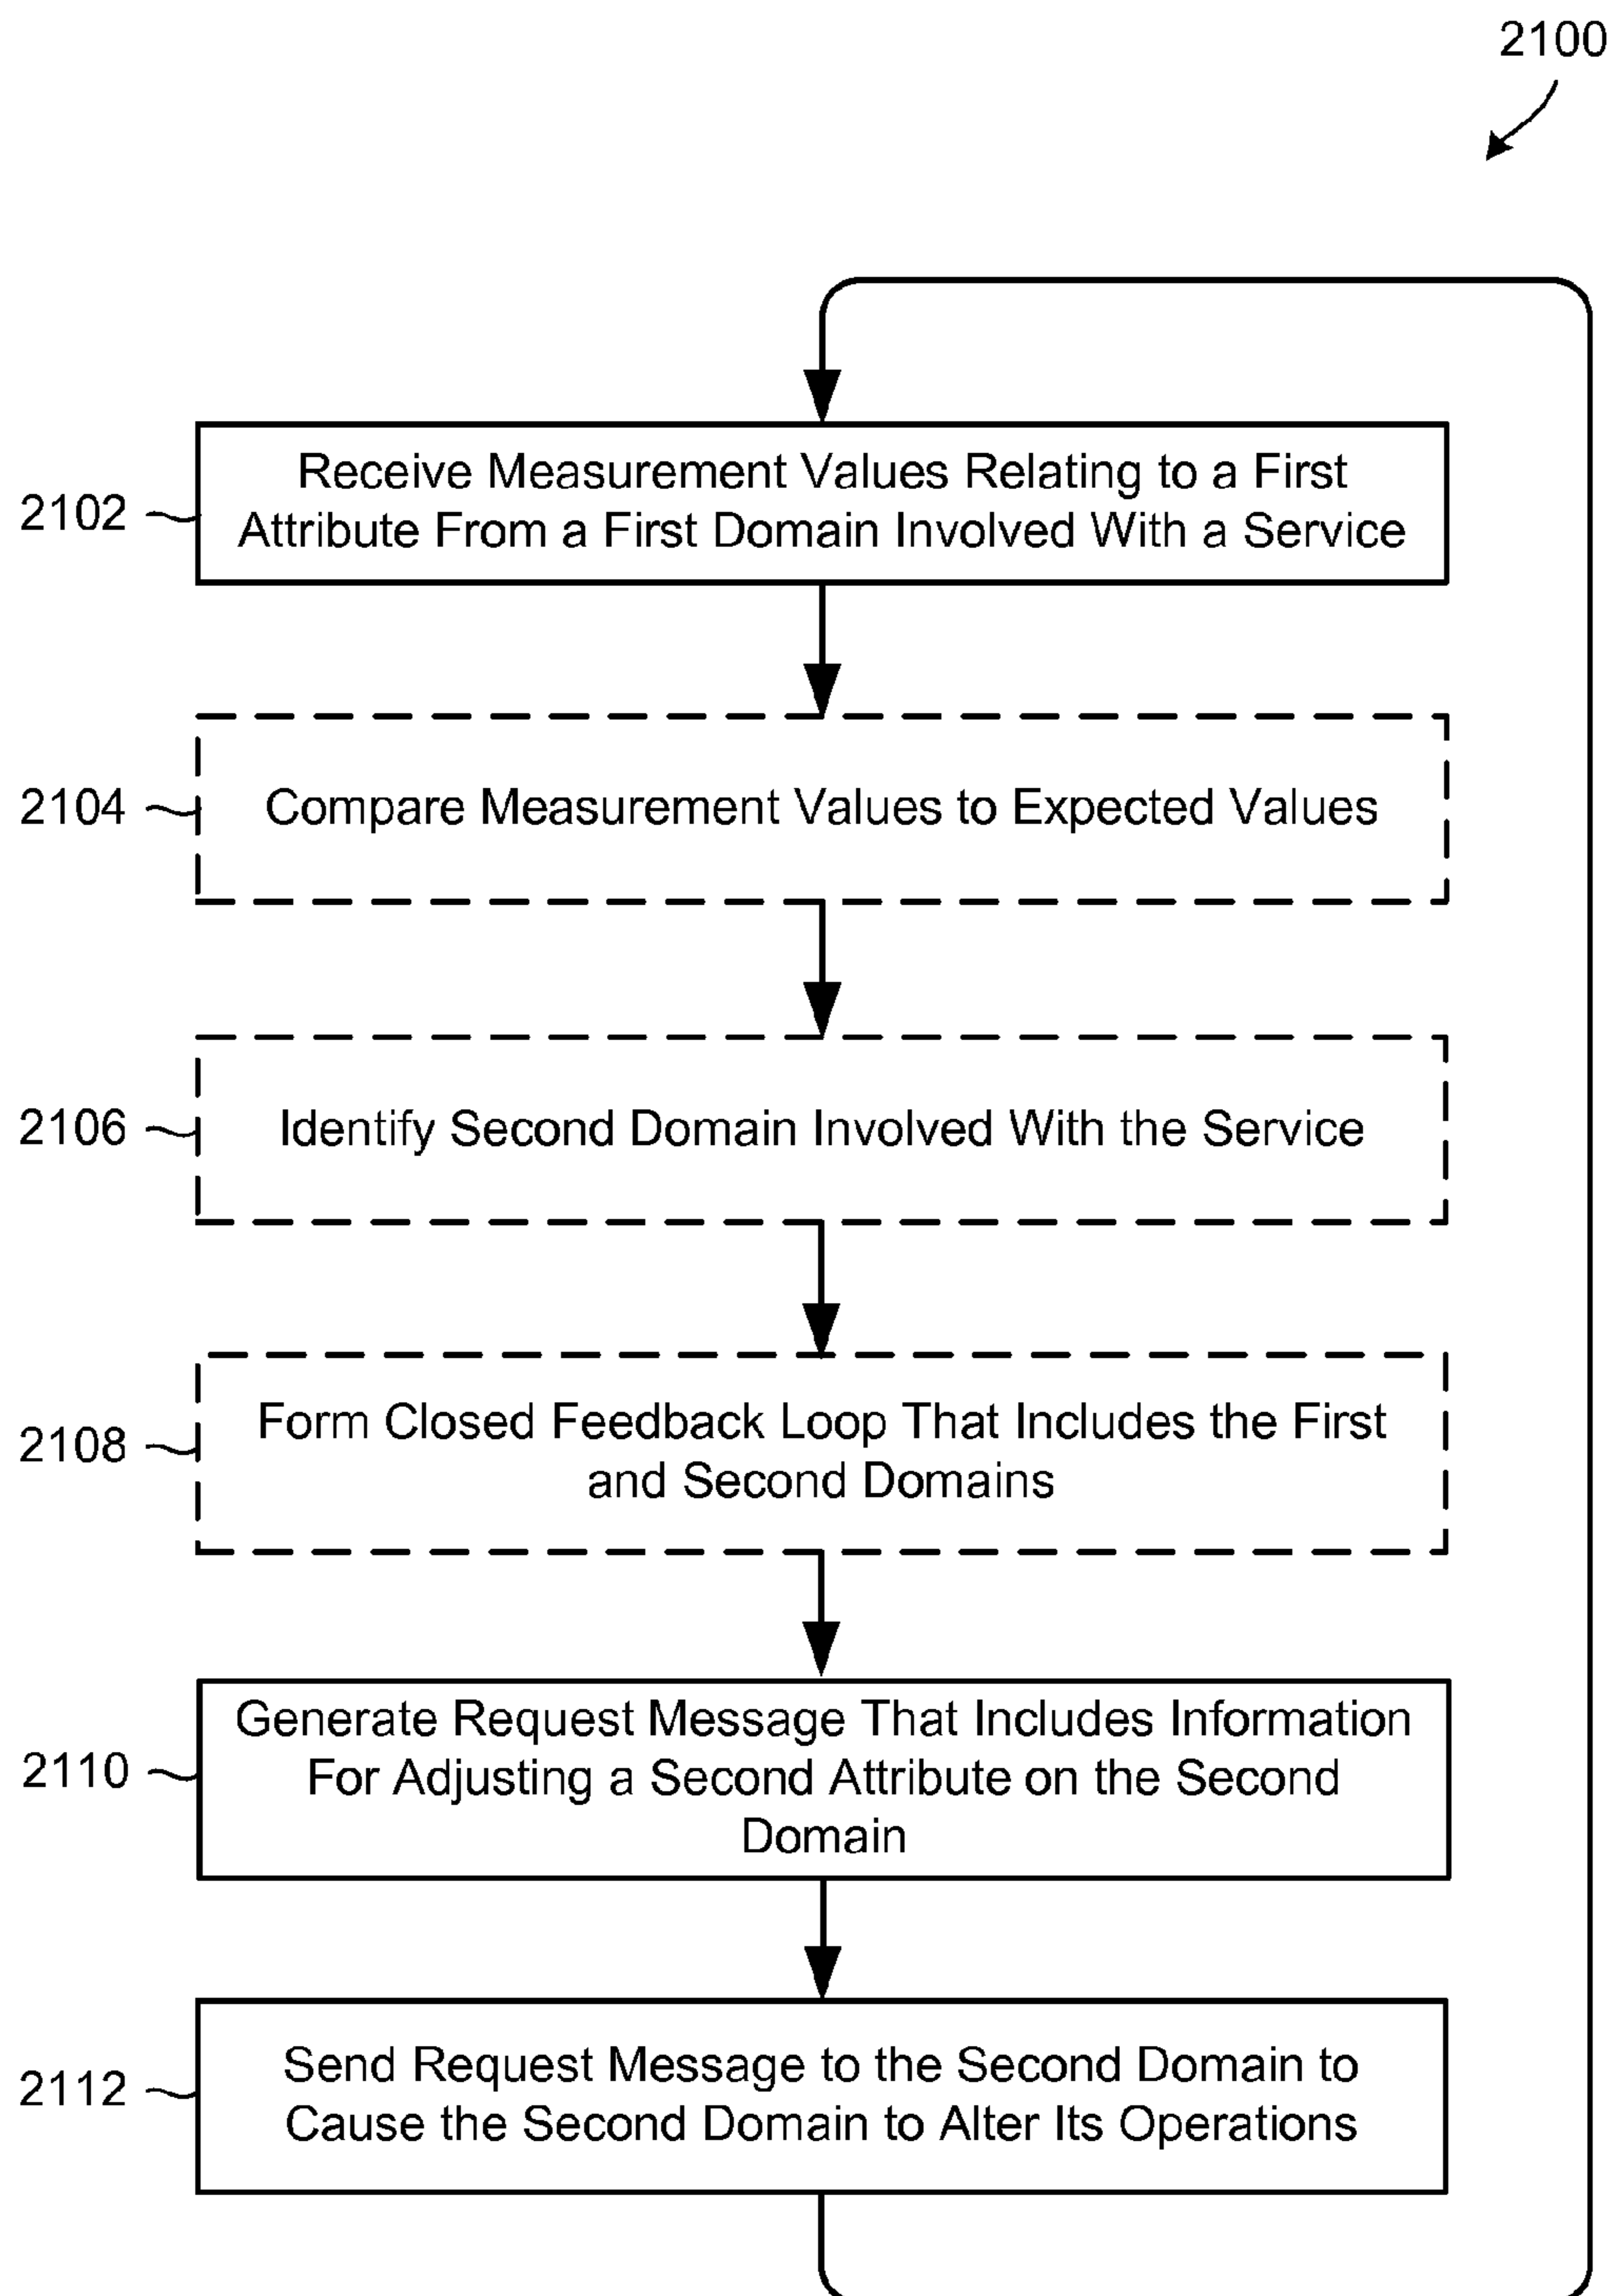 2100
2102
Receive Measurement Values Relating to a First
Attribute From a First Domain Involved With a Service
2104
Compare Measurement Values to Expected Values
2106
Identify Second Domain Involved With the Service
2108
Form Closed Feedback Loop That Includes the First
and Second Domains
2110
Generate Request Message That Includes Information
For Adjusting a Second Attribute on the Second
Domain
2112
Send Request Message to the Second Domain to
Cause the Second Domain to Alter Its Operations